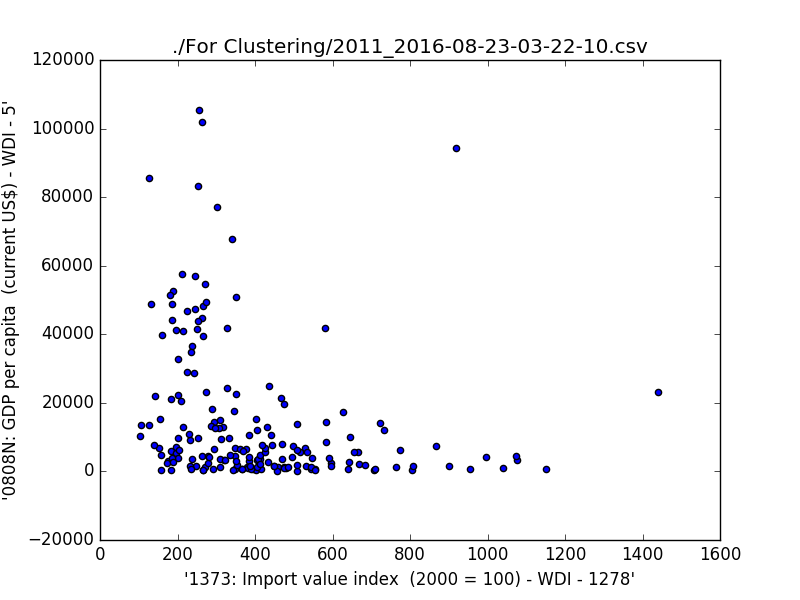 ./For Clustering/2011_2016-08-23-03-22-10.csv
120000
100000
80000
60000
40000
20000
0
−20000
'0808N: GDP per capita  (current US$) - WDI - 5'
0 200 400 600 800 1000 1200 1400 1600
'1373: Import value index  (2000 = 100) - WDI - 1278'